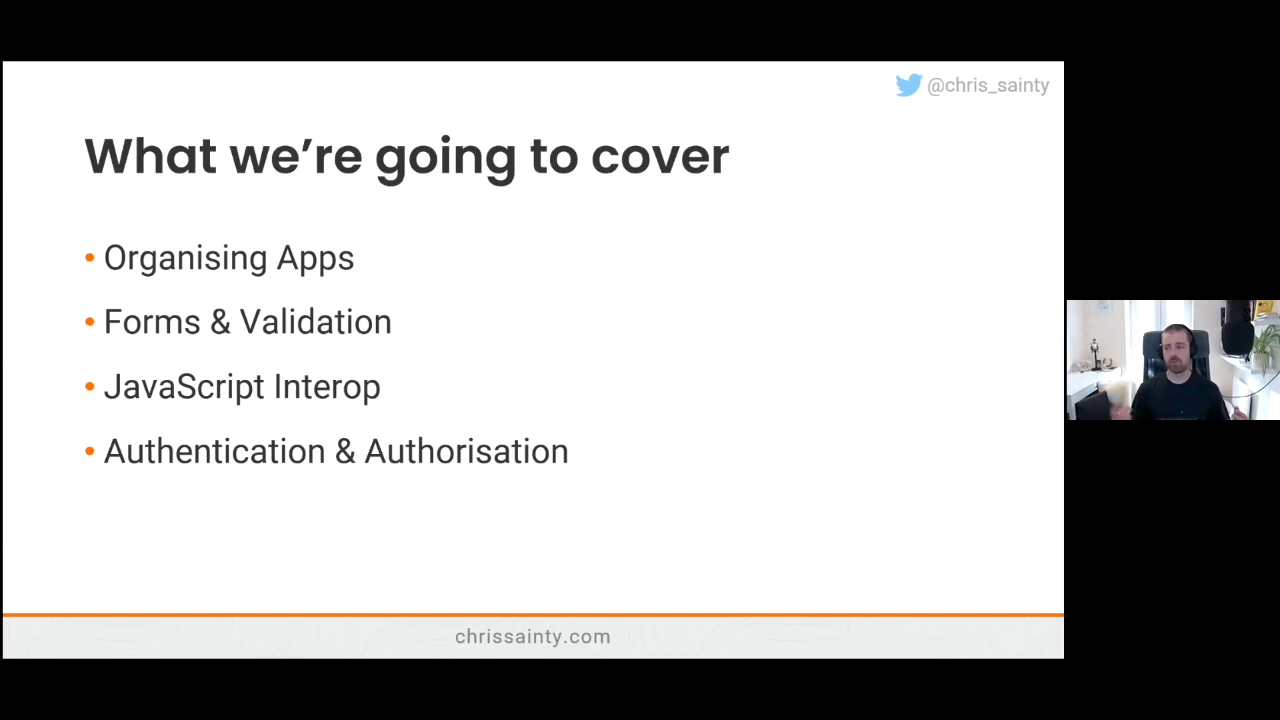 @chris_sainty
What we’re going to cover
• Organising Apps
• Forms & Validation
• JavaScript Interop
• Authentication & Authorisation
chrissainty.com